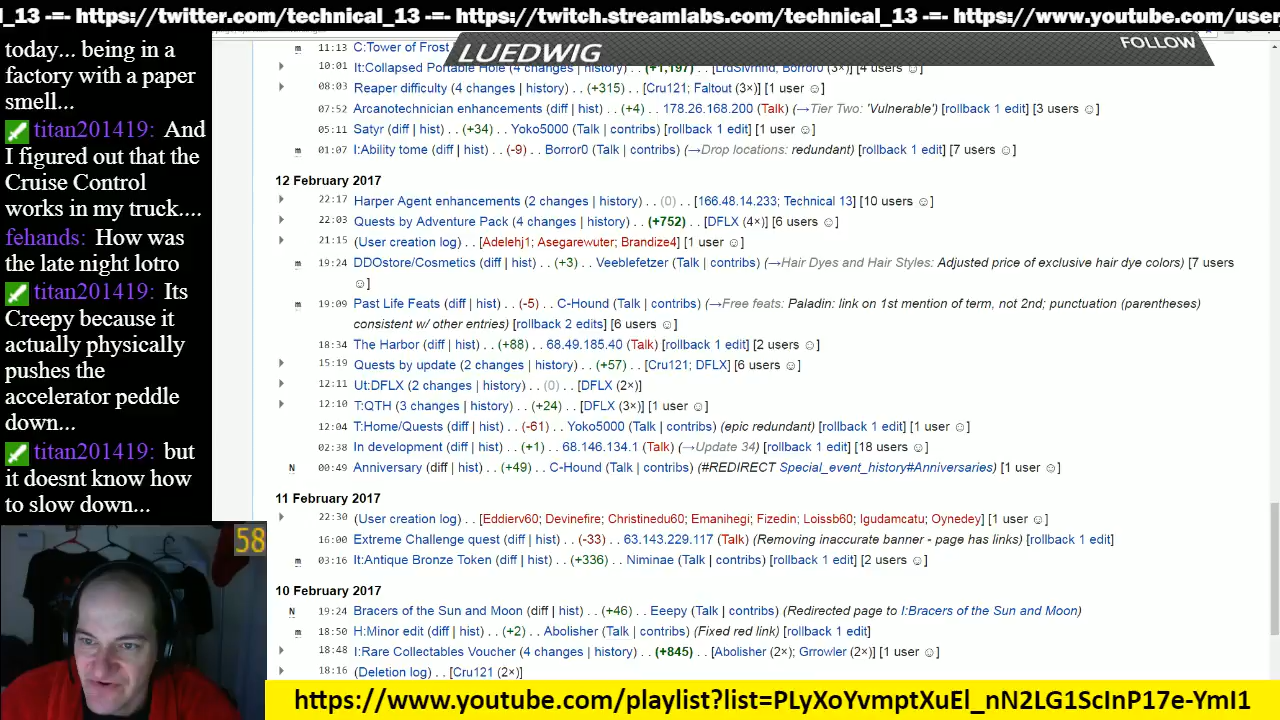 l_13 -=- https://twitter.com/technical_13 -=- https://twitch.streamlabs.com/technical_13 -=- https://www.youtube.com/user
LUEDWIG
FOLLOW
today... being in a
factory with a paper
smell...
titan201419: And
I figured out that the
Cruise Control
works in my truck....
fehands: How was
the late night lotro
titan201419: Its
Creepy because it
actually physically
pushes the
accelerator peddle
down...
titan201419: but
it doesnt know how
to slow down...
58
m 11:13 C:Tower of Frost
10:01 It:Collapsed Portable Hole (4 changes | history) . . (+1,197) . . [LrdSlvrhnd; Borror0 (3×)] [4 users ☺]
08:03 Reaper difficulty (4 changes | history) . . (+315) . . [Cru121; Faltout (3×)] [1 user ☺]
07:52 Arcanotechnician enhancements (diff | hist) . . (+4) . . 178.26.168.200 (Talk) (→Tier Two: 'Vulnerable') [rollback 1 edit] [3 users ☺]
05:11 Satyr (diff | hist) . . (+34) . . Yoko5000 (Talk | contribs) [rollback 1 edit] [1 user ☺]
m 01:07 I:Ability tome (diff | hist) . . (-9) . . Borror0 (Talk | contribs) (→Drop locations: redundant) [rollback 1 edit] [7 users ☺]
12 February 2017
22:17 Harper Agent enhancements (2 changes | history) . . (0) . . [166.48.14.233; Technical 13] [10 users ☺]
22:03 Quests by Adventure Pack (4 changes | history) . . (+752) . . [DFLX (4×)] [6 users ☺]
21:15 (User creation log) . . [Adelehj1; Asegarewuter; Brandize4] [1 user ☺]
m 19:24 DDOstore/Cosmetics (diff | hist) . . (+3) . . Veeblefetzer (Talk | contribs) (→Hair Dyes and Hair Styles: Adjusted price of exclusive hair dye colors) [7 users
☺]
m 19:09 Past Life Feats (diff | hist) . . (-5) . . C-Hound (Talk | contribs) (→Free feats: Paladin: link on 1st mention of term, not 2nd; punctuation (parentheses)
consistent w/ other entries) [rollback 2 edits] [6 users ☺]
18:34 The Harbor (diff | hist) . . (+88) . . 68.49.185.40 (Talk) [rollback 1 edit] [2 users ☺]
15:19 Quests by update (2 changes | history) . . (+57) . . [Cru121; DFLX] [6 users ☺]
12:11 Ut:DFLX (2 changes | history) . . (0) . . [DFLX (2×)]
12:10 T:QTH (3 changes | history) . . (+24) . . [DFLX (3×)] [1 user ☺]
12:04 T:Home/Quests (diff | hist) . . (-61) . . Yoko5000 (Talk | contribs) (epic redundant) [rollback 1 edit] [1 user ☺]
02:38 In development (diff | hist) . . (+1) . . 68.146.134.1 (Talk) (→Update 34) [rollback 1 edit] [18 users ☺]
N 00:49 Anniversary (diff | hist) . . (+49) . . C-Hound (Talk | contribs) (#REDIRECT Special_event_history#Anniversaries) [1 user ☺]
11 February 2017
22:30 (User creation log) . . [Eddierv60; Devinefire; Christinedu60; Emanihegi; Fizedin; Loissb60; Igudamcatu; Oynedey] [1 user ☺]
16:00 Extreme Challenge quest (diff | hist) . . (-33) . . 63.143.229.117 (Talk) (Removing inaccurate banner - page has links) [rollback 1 edit]
m 03:16 It:Antique Bronze Token (diff | hist) . . (+336) . . Niminae (Talk | contribs) [rollback 1 edit] [2 users ☺]
10 February 2017
N 19:24 Bracers of the Sun and Moon (diff | hist) . . (+46) . . Eeepy (Talk | contribs) (Redirected page to I:Bracers of the Sun and Moon)
m 18:50 H:Minor edit (diff | hist) . . (+2) . . Abolisher (Talk | contribs) (Fixed red link) [rollback 1 edit]
18:48 I:Rare Collectables Voucher (4 changes | history) . . (+845) . . [Abolisher (2×); Grrowler (2×)] [1 user ☺]
18:16 (Deletion log) . . [Cru121 (2×)]
https://www.youtube.com/playlist?list=PLyXoYvmptXuEl_nN2LG1ScInP17e-YmI1